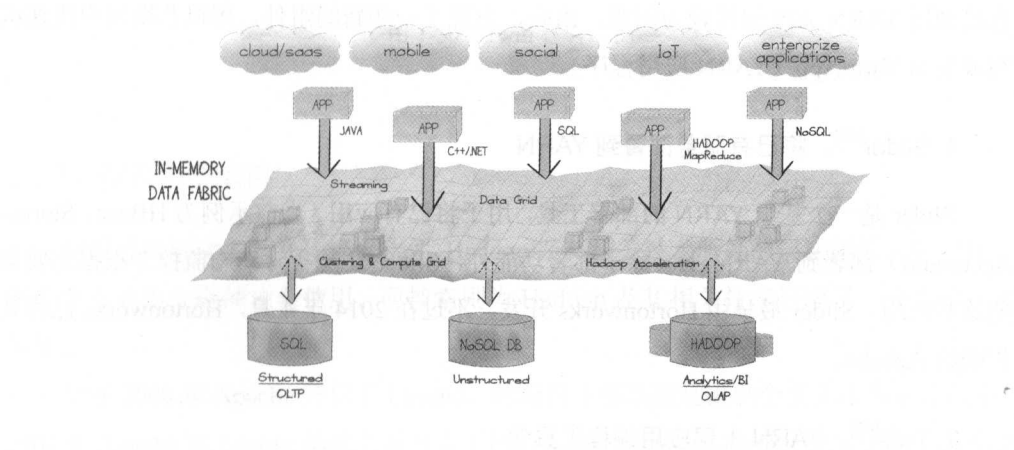 cloud/saas
mobile
social
IoT
enterprize
applications
APP
APP
APP
APP
APP
JAVA
C++/.NET
SQL
HADOOP
MapReduce
NoSQL
IN-MEMORY
DATA FABRIC
Streaming
Data Grid
Clustering & Compute Grid
Hadoop Acceleration
SQL
NoSQL DB
HADOOP
Structured
OLTP
Unstructured
Analytics/BI
OLAP